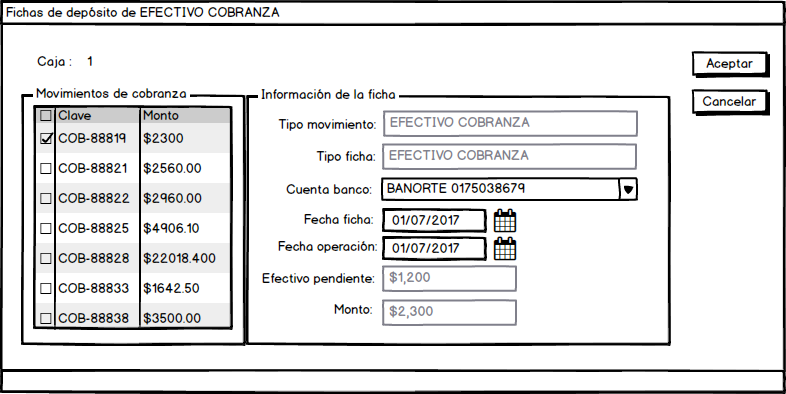 Fichas de depósito de EFECTIVO COBRANZA
Caja : 1
Aceptar
Cancelar
Movimientos de cobranza
Clave Monto
COB-88819 $2300
COB-88821 $2560.00
COB-88822 $2960.00
COB-88825 $4906.10
COB-88828 $22018.400
COB-88833 $1642.50
COB-88838 $3500.00
Información de la ficha
Tipo movimiento: EFECTIVO COBRANZA
Tipo ficha: EFECTIVO COBRANZA
Cuenta banco: BANORTE 0175038679
Fecha ficha: 01/07/2017
Fecha operación: 01/07/2017
Efectivo pendiente: $1,200
Monto: $2,300